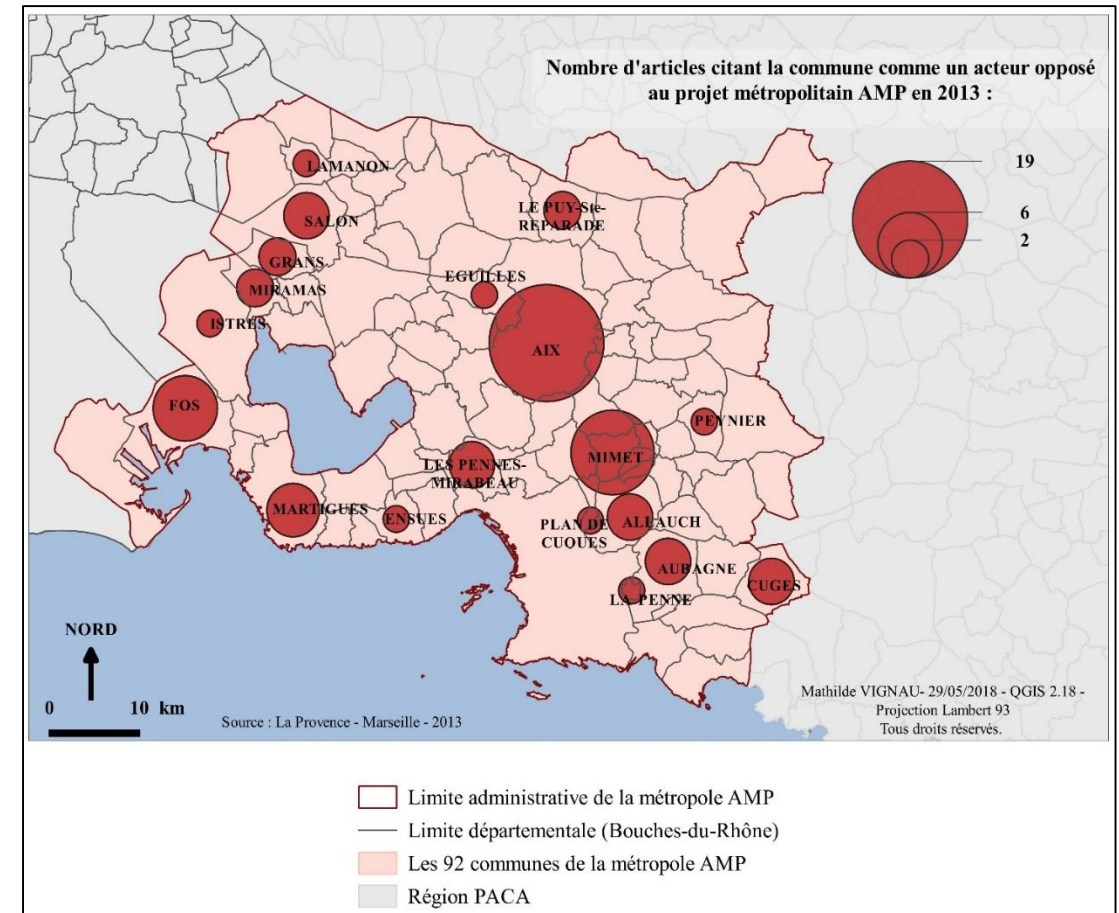 Nombre d'articles citant la commune comme un acteur opposé
au projet métropolitain AMP en 2013 :
19
6
2
LAMANON
SALON
LE PUY-Ste-
REPARADE
GRANS
EGUILLES
MIRAMAS
ISTRES
AIX
FOS
PEYNIER
MIMET
LES PENNES-
MIRABEAU
MARTIGUES
ENSUES
PLAN DE
CUQUES
ALLAUCH
AUBAGNE
CUGES
LA PENNE
NORD
0 10 km
Source : La Provence - Marseille - 2013
Mathilde VIGNAU- 29/05/2018 - QGIS 2.18 -
Projection Lambert 93
Tous droits réservés.
Limite administrative de la métropole AMP
Limite départementale (Bouches-du-Rhône)
Les 92 communes de la métropole AMP
Région PACA